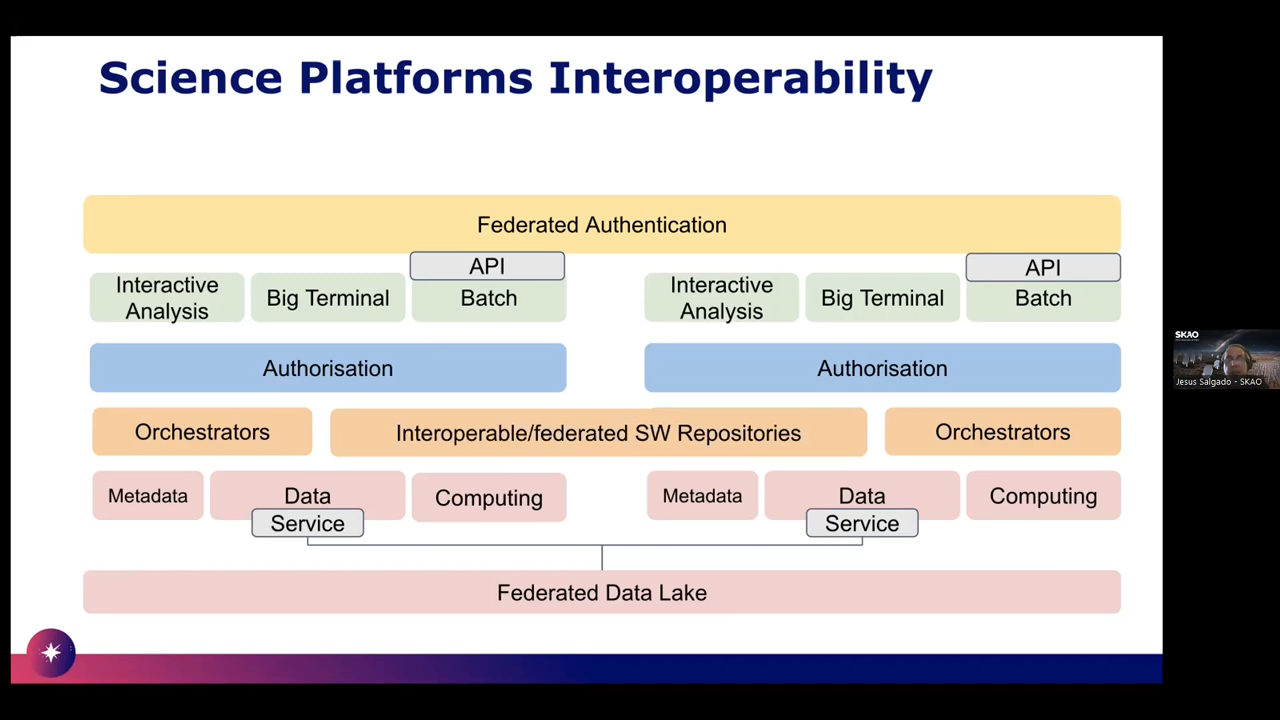 Science Platforms Interoperability
Federated Authentication
API
API
Interactive
Analysis
Big Terminal
Batch
Interactive
Analysis
Big Terminal
Batch
Authorisation
Authorisation
Orchestrators
Interoperable/federated SW Repositories
Orchestrators
Metadata
Data
Computing
Metadata
Data
Computing
Service
Service
Federated Data Lake
SKAO
Jesus Salgado - SKAO